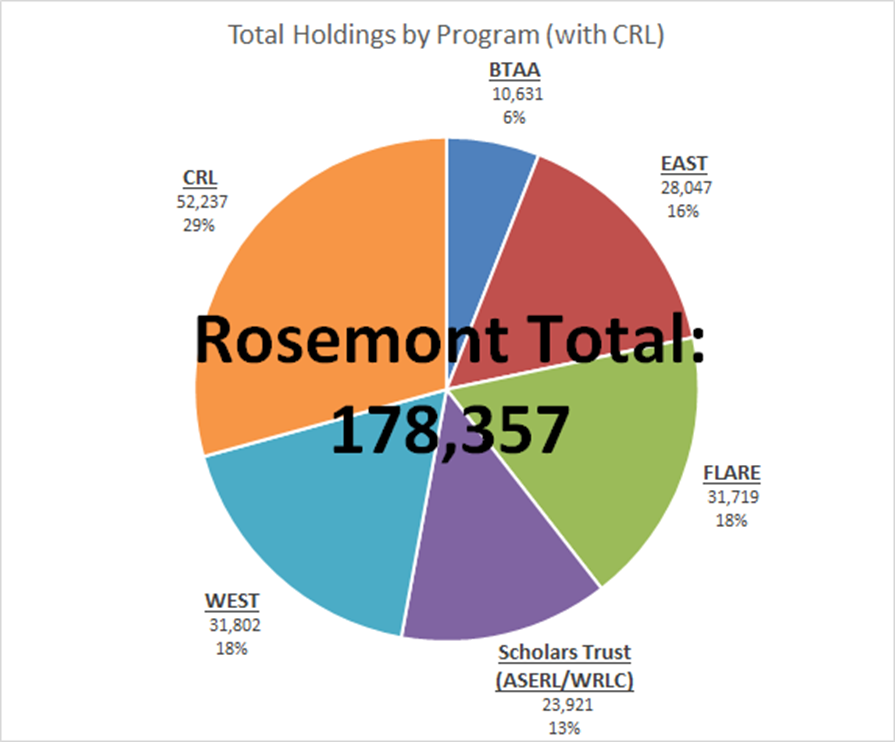 Total Holdings by Program (with CRL)
BTAA
10,631
6%
EAST
28,047
16%
CRL
52,237
29%
Rosemont Total:
178,357
FLARE
31,719
18%
WEST
31,802
18%
Scholars Trust
(ASERL/WRLC)
23,921
13%